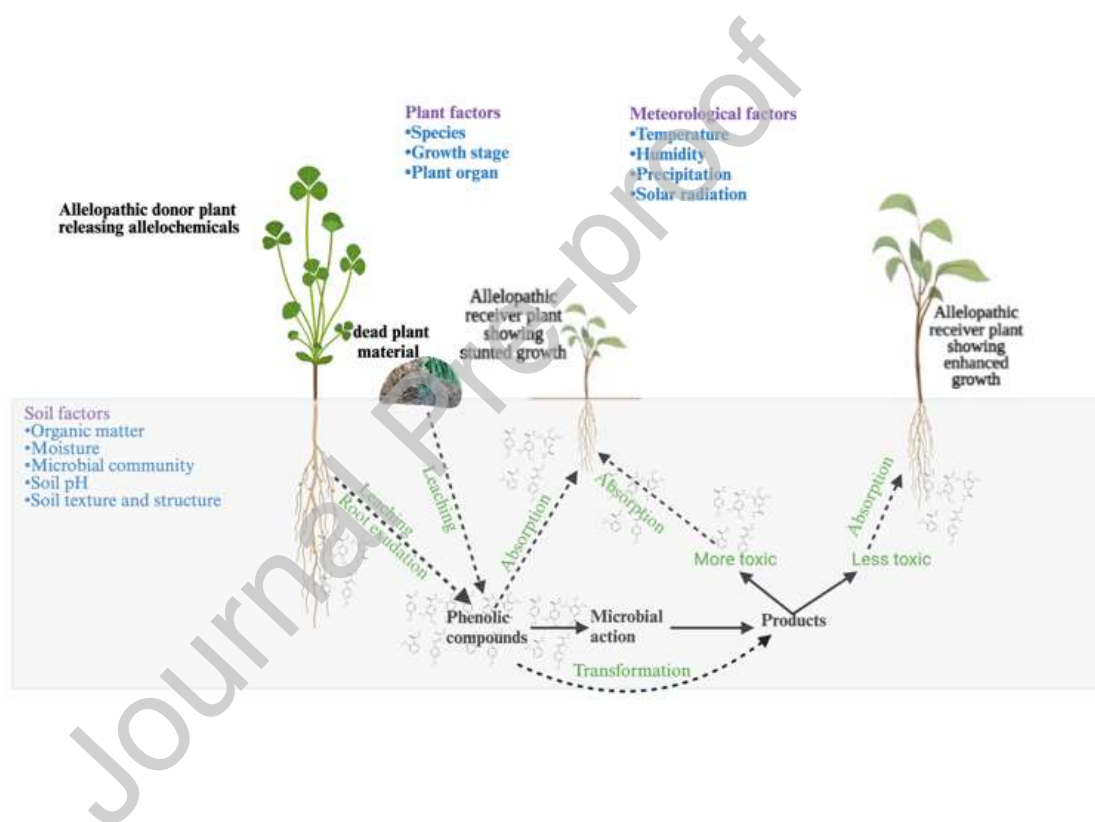 Plant factors
•Species
•Growth stage
•Plant organ
Meteorological factors
•Temperature
•Humidity
•Precipitation
•Solar radiation
Allelopathic donor plant
releasing allelochemicals
dead plant
material
Allelopathic
receiver plant
showing
stunted growth
Allelopathic
receiver plant
showing
enhanced
growth
Soil factors
•Organic matter
•Moisture
•Microbial community
•Soil pH
•Soil texture and structure
Leaching
Root exudation
Leaching
Absorption
Absorption
Absorption
More toxic
Less toxic
Phenolic
compounds
Microbial
action
Products
Transformation
Journal Pre-proof